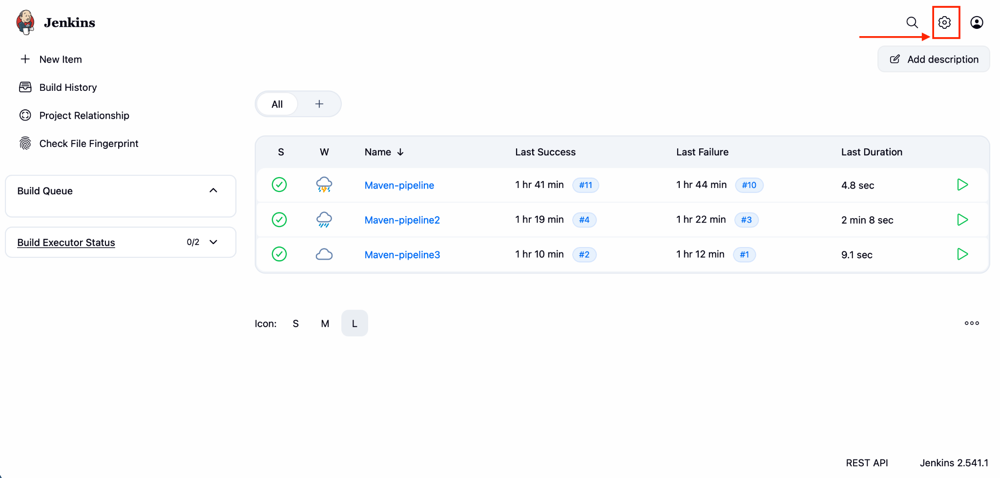 Jenkins
New Item
Build History
Project Relationship
Check File Fingerprint
Build Queue
Build Executor Status 0/2
Add description
All
S W Name Last Success Last Failure Last Duration
Maven-pipeline 1 hr 41 min #11 1 hr 44 min #10 4.8 sec
Maven-pipeline2 1 hr 19 min #4 1 hr 22 min #3 2 min 8 sec
Maven-pipeline3 1 hr 10 min #2 1 hr 12 min #1 9.1 sec
Icon: S M L
REST API Jenkins 2.541.1